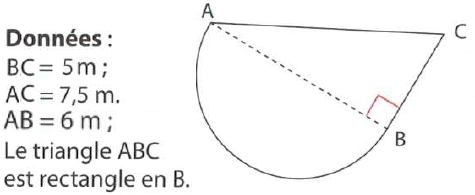 A
C
Données :
BC = 5 m ;
AC = 7,5 m.
AB = 6 m ;
B
Le triangle ABC
est rectangle en B.